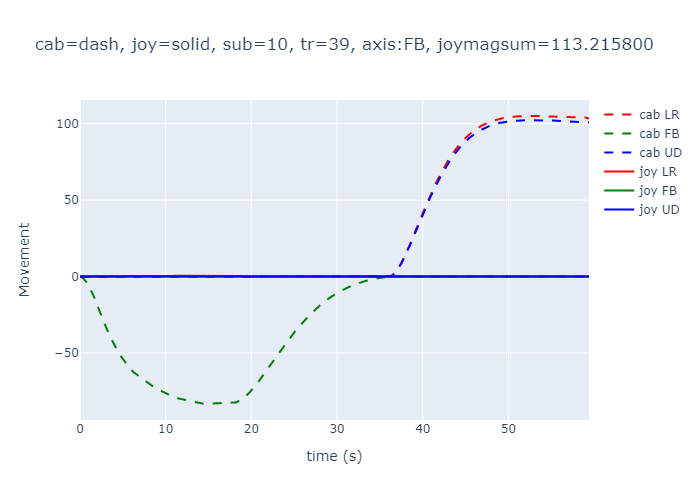 cab=dash, joy=solid, sub=10, tr=39, axis:FB, joymagsum=113.215800
100
50
0
−50
Movement
0
10
20
30
40
50
time (s)
cab LR
cab FB
cab UD
joy LR
joy FB
joy UD